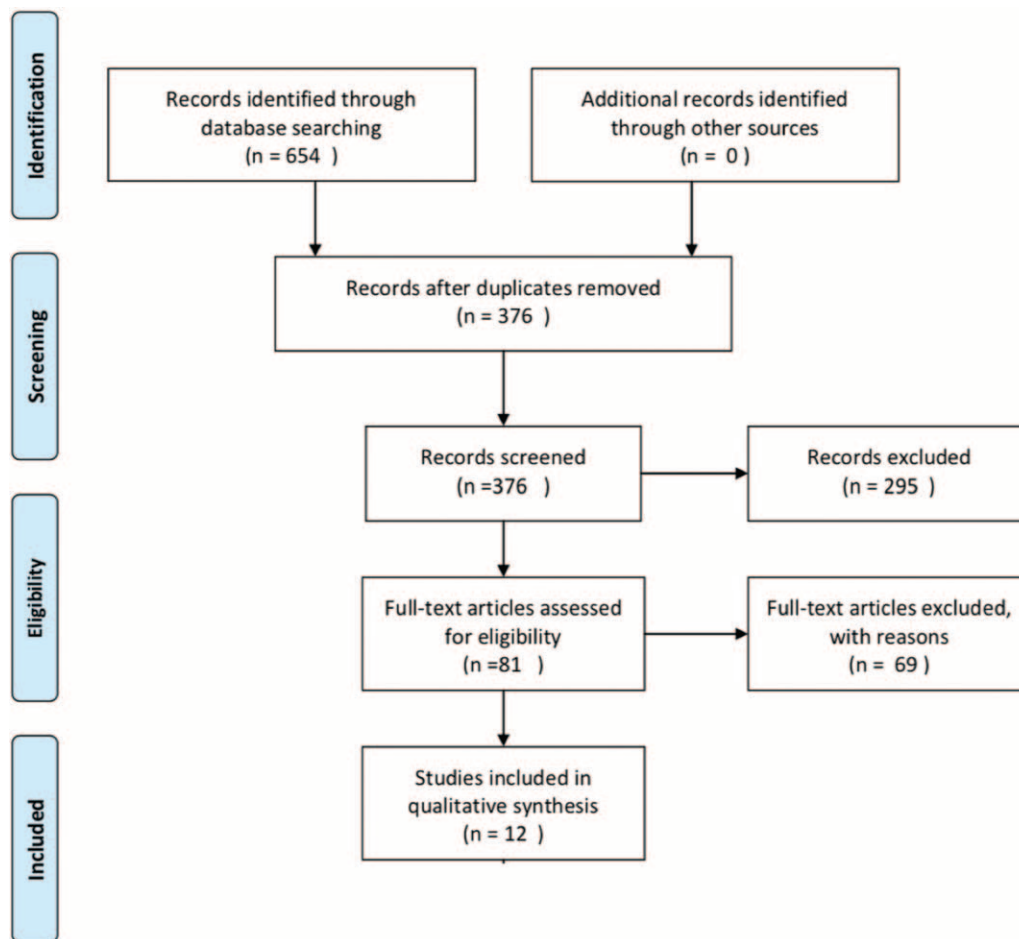 Identification
Records identified through
database searching
(n = 654  )
Additional records identified
through other sources
(n =  0 )
Screening
Records after duplicates removed
(n = 376  )
Records screened
(n =376   )
Records excluded
(n = 295  )
Eligibility
Full-text articles assessed
for eligibility
(n =81   )
Full-text articles excluded,
with reasons
(n =  69 )
Included
Studies included in
qualitative synthesis
(n = 12  )